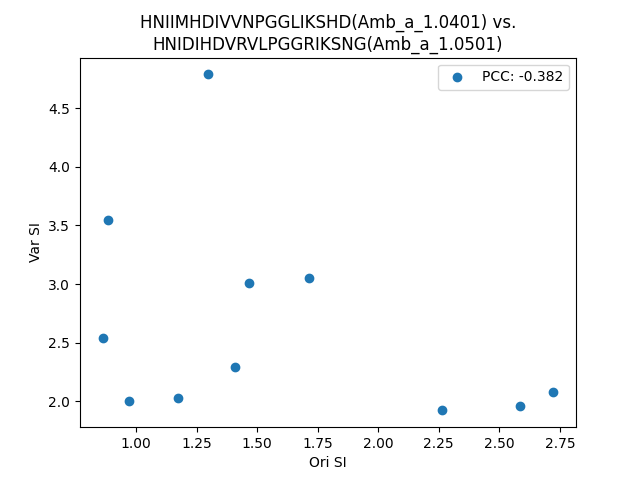 HNIIMHDIVVNPGGLIKSHD(Amb_a_1.0401) vs.
HNIDIHDVRVLPGGRIKSNG(Amb_a_1.0501)
PCC: -0.382
4.5
4.0
3.5
3.0
2.5
2.0
Var SI
1.00 1.25 1.50 1.75 2.00 2.25 2.50 2.75
Ori SI